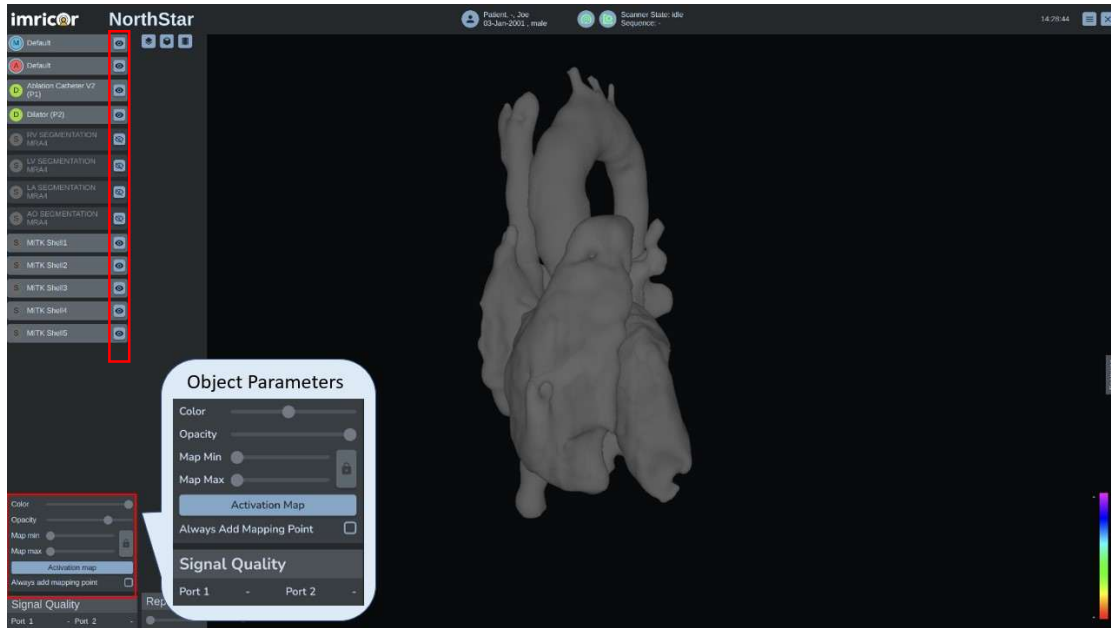 imricor NorthStar
Patient: -, Joe
03-Jan-2001 , male
Scanner State: Idle
Sequence: -
14:28:44
M Default
A Default
D Ablation Catheter V2
(P1)
D Dilator (P2)
S RV SEGMENTATION
MRA4
S LV SEGMENTATION
MRA4
S LA SEGMENTATION
MRA4
S AO SEGMENTATION
MRA4
S MITK Shell1
S MITK Shell2
S MITK Shell3
S MITK Shell4
S MITK Shell5
Object Parameters
Color
Opacity
Map Min
Map Max
Activation Map
Always Add Mapping Point
Signal Quality
Port 1 - Port 2 -
Color
Opacity
Map min
Map max
Activation map
Always add mapping point
Signal Quality
Port 1 - Port 2 -